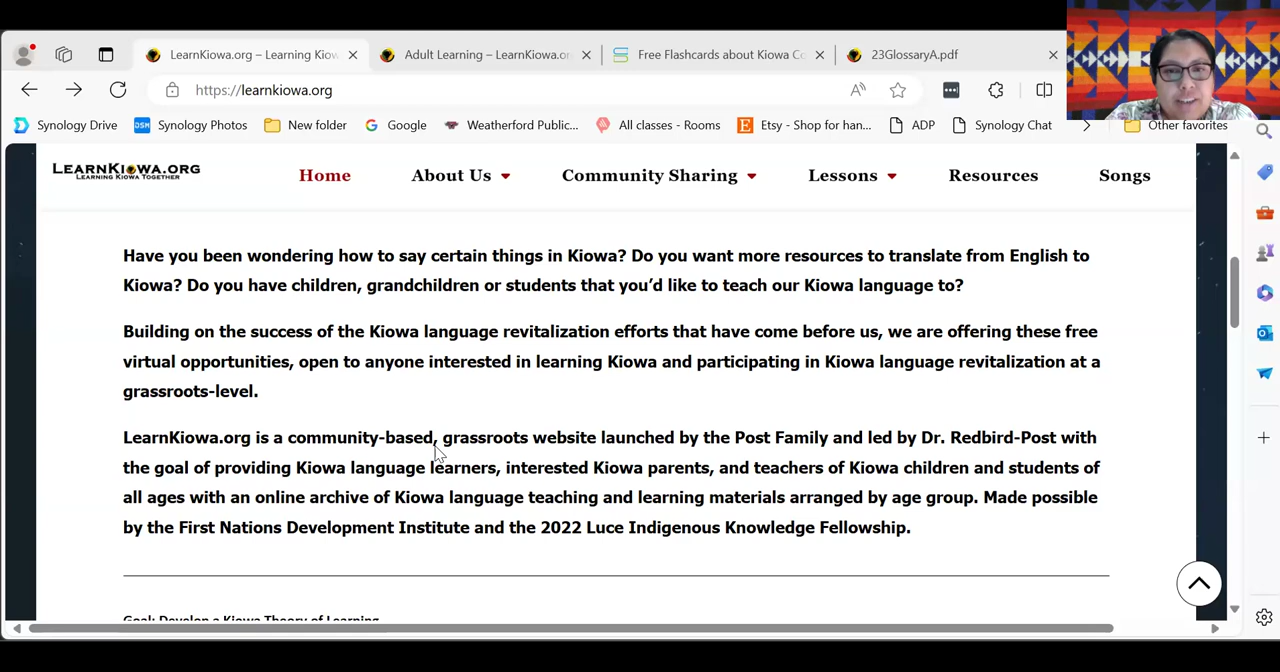 LearnKiowa.org – Learning Kiow
Adult Learning – LearnKiowa.or
Free Flashcards about Kiowa Co
23GlossaryA.pdf
https://learnkiowa.org
Synology Drive
DSM
Synology Photos
New folder
Google
Weatherford Public...
All classes - Rooms
E
Etsy - Shop for han...
ADP
Synology Chat
Other favorites
LEARNKIOWA.ORG
LEARNING KIOWA TOGETHER
Home
About Us
Community Sharing
Lessons
Resources
Songs
Have you been wondering how to say certain things in Kiowa? Do you want more resources to translate from English to
Kiowa? Do you have children, grandchildren or students that you’d like to teach our Kiowa language to?
Building on the success of the Kiowa language revitalization efforts that have come before us, we are offering these free
virtual opportunities, open to anyone interested in learning Kiowa and participating in Kiowa language revitalization at a
grassroots-level.
LearnKiowa.org is a community-based, grassroots website launched by the Post Family and led by Dr. Redbird-Post with
the goal of providing Kiowa language learners, interested Kiowa parents, and teachers of Kiowa children and students of
all ages with an online archive of Kiowa language teaching and learning materials arranged by age group. Made possible
by the First Nations Development Institute and the 2022 Luce Indigenous Knowledge Fellowship.
Goal: Develop a Kiowa Theory of Learning